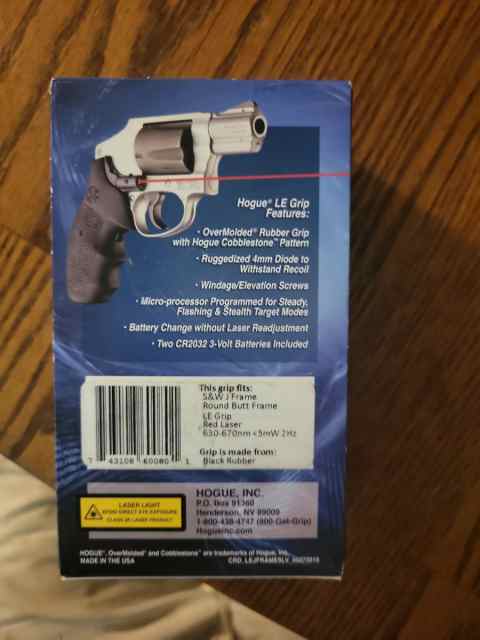 Hogue® LE Grip
Features:
• OverMolded® Rubber Grip
with Hogue Cobblestone™ Pattern
• Ruggedized 4mm Diode to
Withstand Recoil
• Windage/Elevation Screws
• Micro-processor Programmed for Steady,
Flashing & Stealth Target Modes
• Battery Change without Laser Readjustment
• Two CR2032 3-Volt Batteries Included
This grip fits:
S&W J Frame
Round Butt Frame
LE Grip
Red Laser
630-670nm <5mW 2Hz
Grip is made from:
Black Rubber
7 43108 60080 1
LASER LIGHT
AVOID DIRECT EYE EXPOSURE
LASER PRODUCT
HOGUE, INC.
P.O. Box 91360
Henderson, NV 89009
1-800-438-4747 (800-Get-Grip)
Hogueinc.com
HOGUE®, OverMolded® and Cobblestone™ are trademarks of Hogue, Inc.
MADE IN THE USA